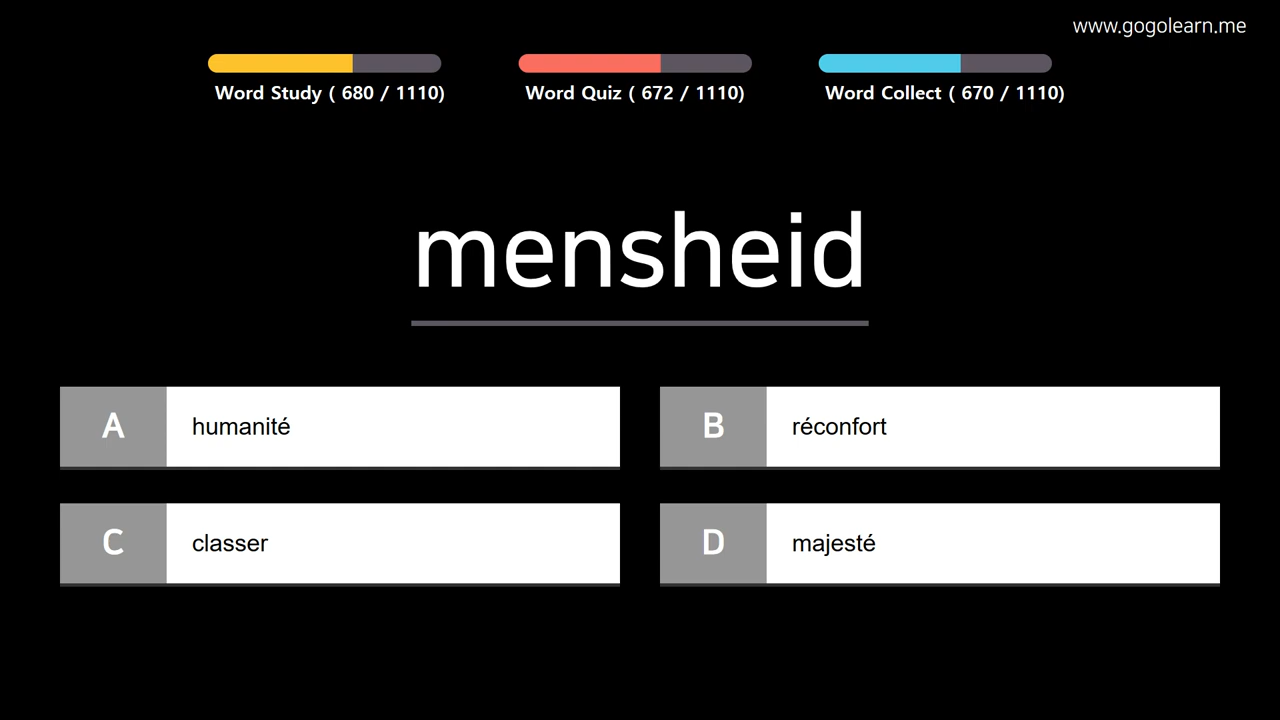 www.gogolearn.me
Word Study ( 680 / 1110)
Word Quiz ( 672 / 1110)
Word Collect ( 670 / 1110)
mensheid
A humanité
B réconfort
C classer
D majesté